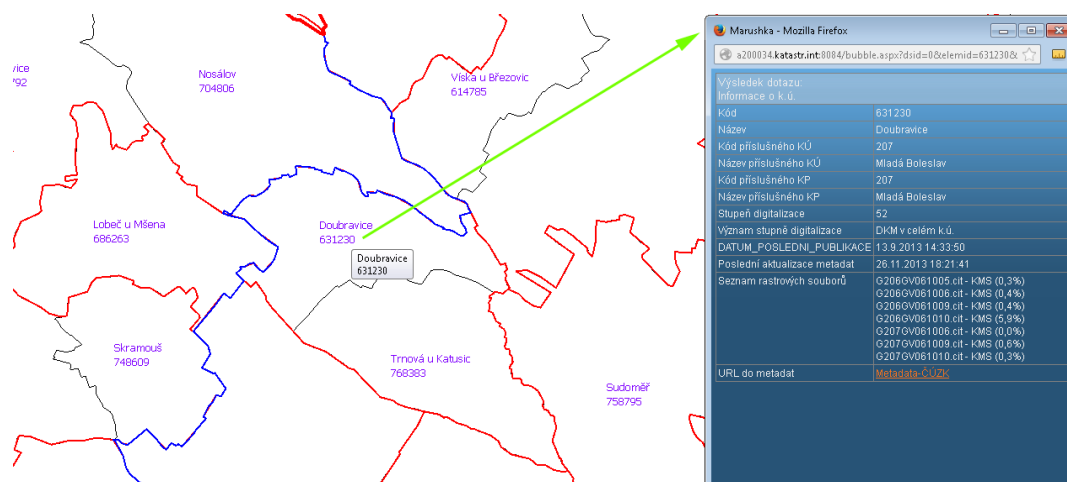 Nosálov
704806
Víska u Březovic
614785
vice
792
Lobeč u Mšena
686263
Doubravice
631230
Doubravice
631230
Skramouš
748609
Trnová u Katusic
768383
Sudoměř
758795
Marushka - Mozilla Firefox
a200034.katastr.int:8084/bubble.aspx?dsid=0&elemid=631230&
Výsledek dotazu:
Informace o k.ú.
Kód 631230
Název Doubravice
Kód příslušného KÚ 207
Název příslušného KÚ Mladá Boleslav
Kód příslušného KP 207
Název příslušného KP Mladá Boleslav
Stupeň digitalizace 52
Význam stupně digitalizace DKM v celém k.ú.
DATUM_POSLEDNI_PUBLIKACE 13.9.2013 14:33:50
Poslední aktualizace metadat 26.11.2013 18:21:41
Seznam rastrových souborů G206GV061005.cit - KMS (0,3%)
G206GV061006.cit - KMS (0,4%)
G206GV061009.cit - KMS (0,4%)
G206GV061010.cit - KMS (5,9%)
G207GV061006.cit - KMS (0,0%)
G207GV061009.cit - KMS (0,6%)
G207GV061010.cit - KMS (0,3%)
URL do metadat Metadata-ČÚZK